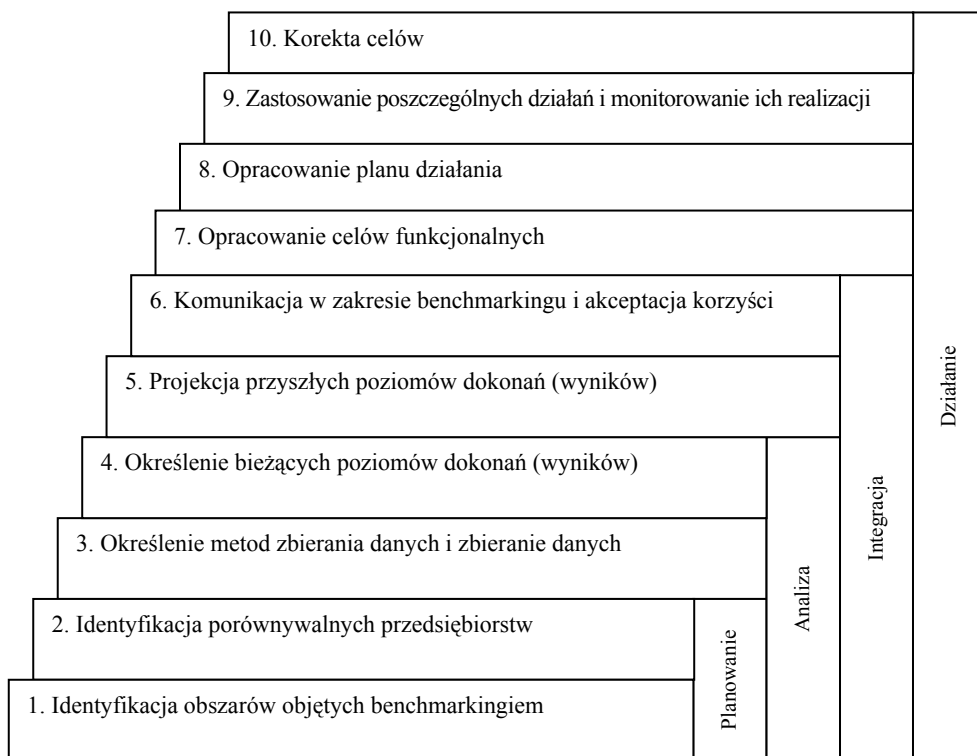 10. Korekta celów
9. Zastosowanie poszczególnych działań i monitorowanie ich realizacji
8. Opracowanie planu działania
7. Opracowanie celów funkcjonalnych
6. Komunikacja w zakresie benchmarkingu i akceptacja korzyści
5. Projekcja przyszłych poziomów dokonań (wyników)
4. Określenie bieżących poziomów dokonań (wyników)
3. Określenie metod zbierania danych i zbieranie danych
2. Identyfikacja porównywalnych przedsiębiorstw
1. Identyfikacja obszarów objętych benchmarkingiem
Planowanie
Analiza
Integracja
Działanie